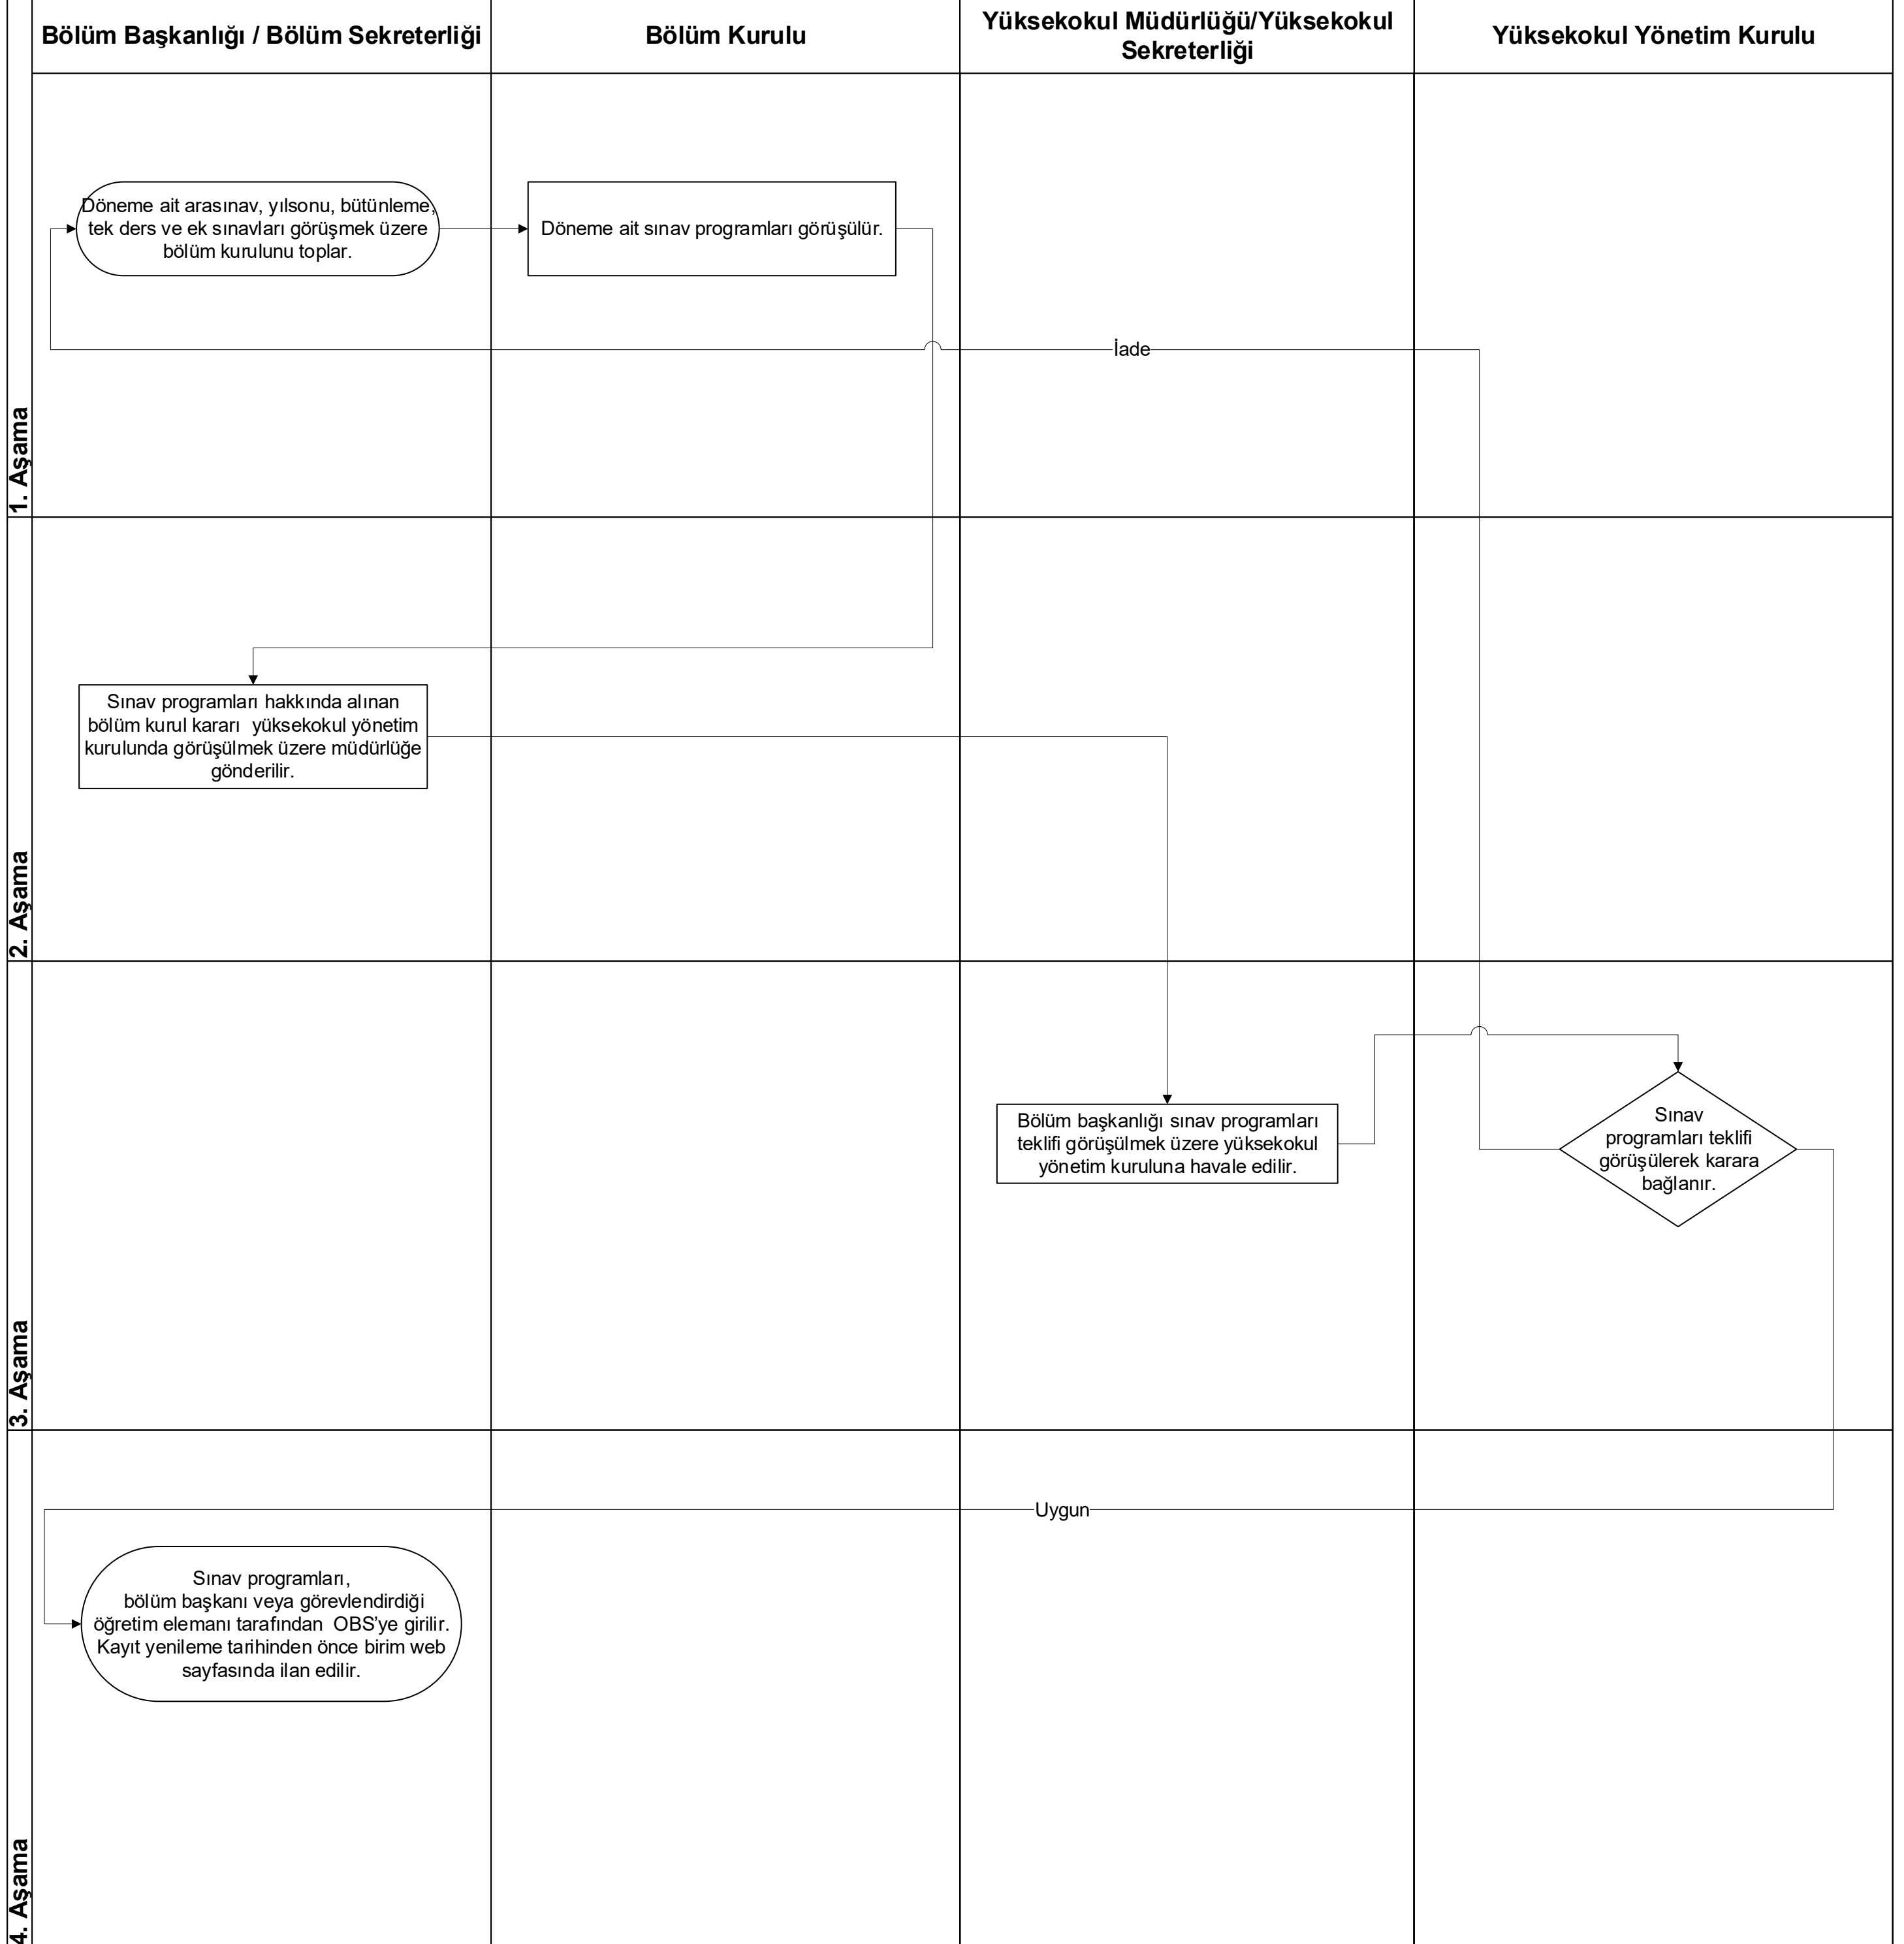 Bölüm Başkanlığı / Bölüm Sekreterliği
Bölüm Kurulu
Yüksekokul Müdürlüğü/Yüksekokul
Sekreterliği
Yüksekokul Yönetim Kurulu
1. Aşama
Döneme ait arasınav, yılsonu, bütünleme,
tek ders ve ek sınavları görüşmek üzere
bölüm kurulunu toplar.
Döneme ait sınav programları görüşülür.
İade
2. Aşama
Sınav programları hakkında alınan
bölüm kurul kararı  yüksekokul yönetim
kurulunda görüşülmek üzere müdürlüğe
gönderilir.
3. Aşama
Bölüm başkanlığı sınav programları
teklifi görüşülmek üzere yüksekokul
yönetim kuruluna havale edilir.
Sınav
programları teklifi
görüşülerek karara
bağlanır.
4. Aşama
Uygun
Sınav programları,
bölüm başkanı veya görevlendirdiği
öğretim elemanı tarafından  OBS’ye girilir.
Kayıt yenileme tarihinden önce birim web
sayfasında ilan edilir.